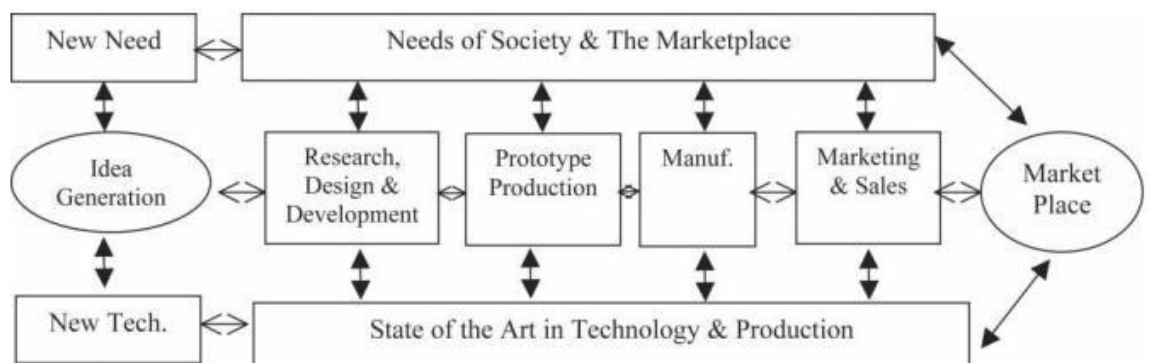 New Need
Needs of Society & The Marketplace
Idea
Generation
Research,
Design &
Development
Prototype
Production
Manuf.
Marketing
& Sales
Market
Place
New Tech.
State of the Art in Technology & Production